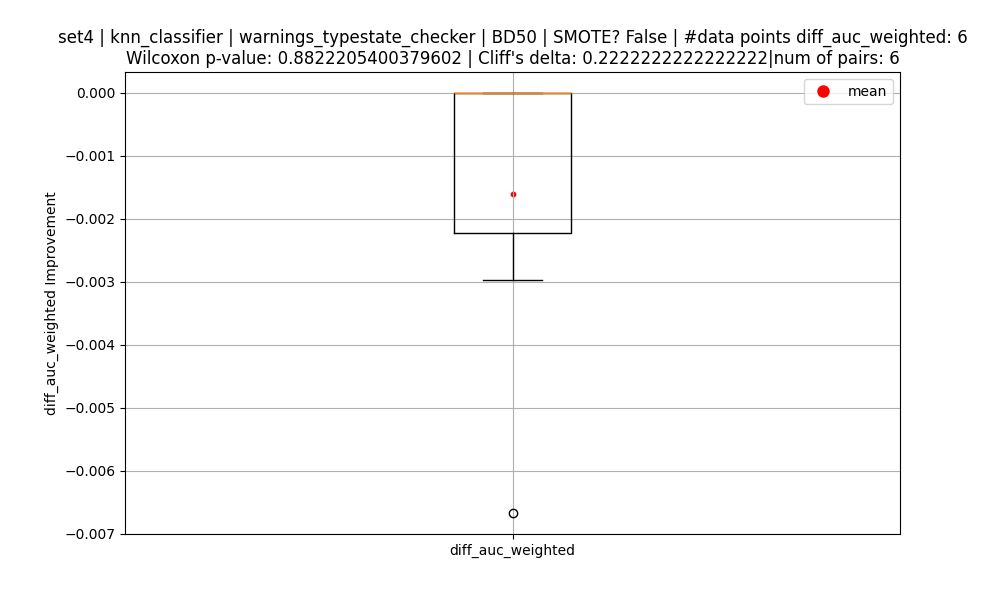 set4 | knn_classifier | warnings_typestate_checker | BD50 | SMOTE? False | #data points diff_auc_weighted: 6
Wilcoxon p-value: 0.8822205400379602 | Cliff's delta: 0.2222222222222222|num of pairs: 6
mean
0.000
−0.001
−0.002
−0.003
−0.004
−0.005
−0.006
−0.007
diff_auc_weighted Improvement
diff_auc_weighted